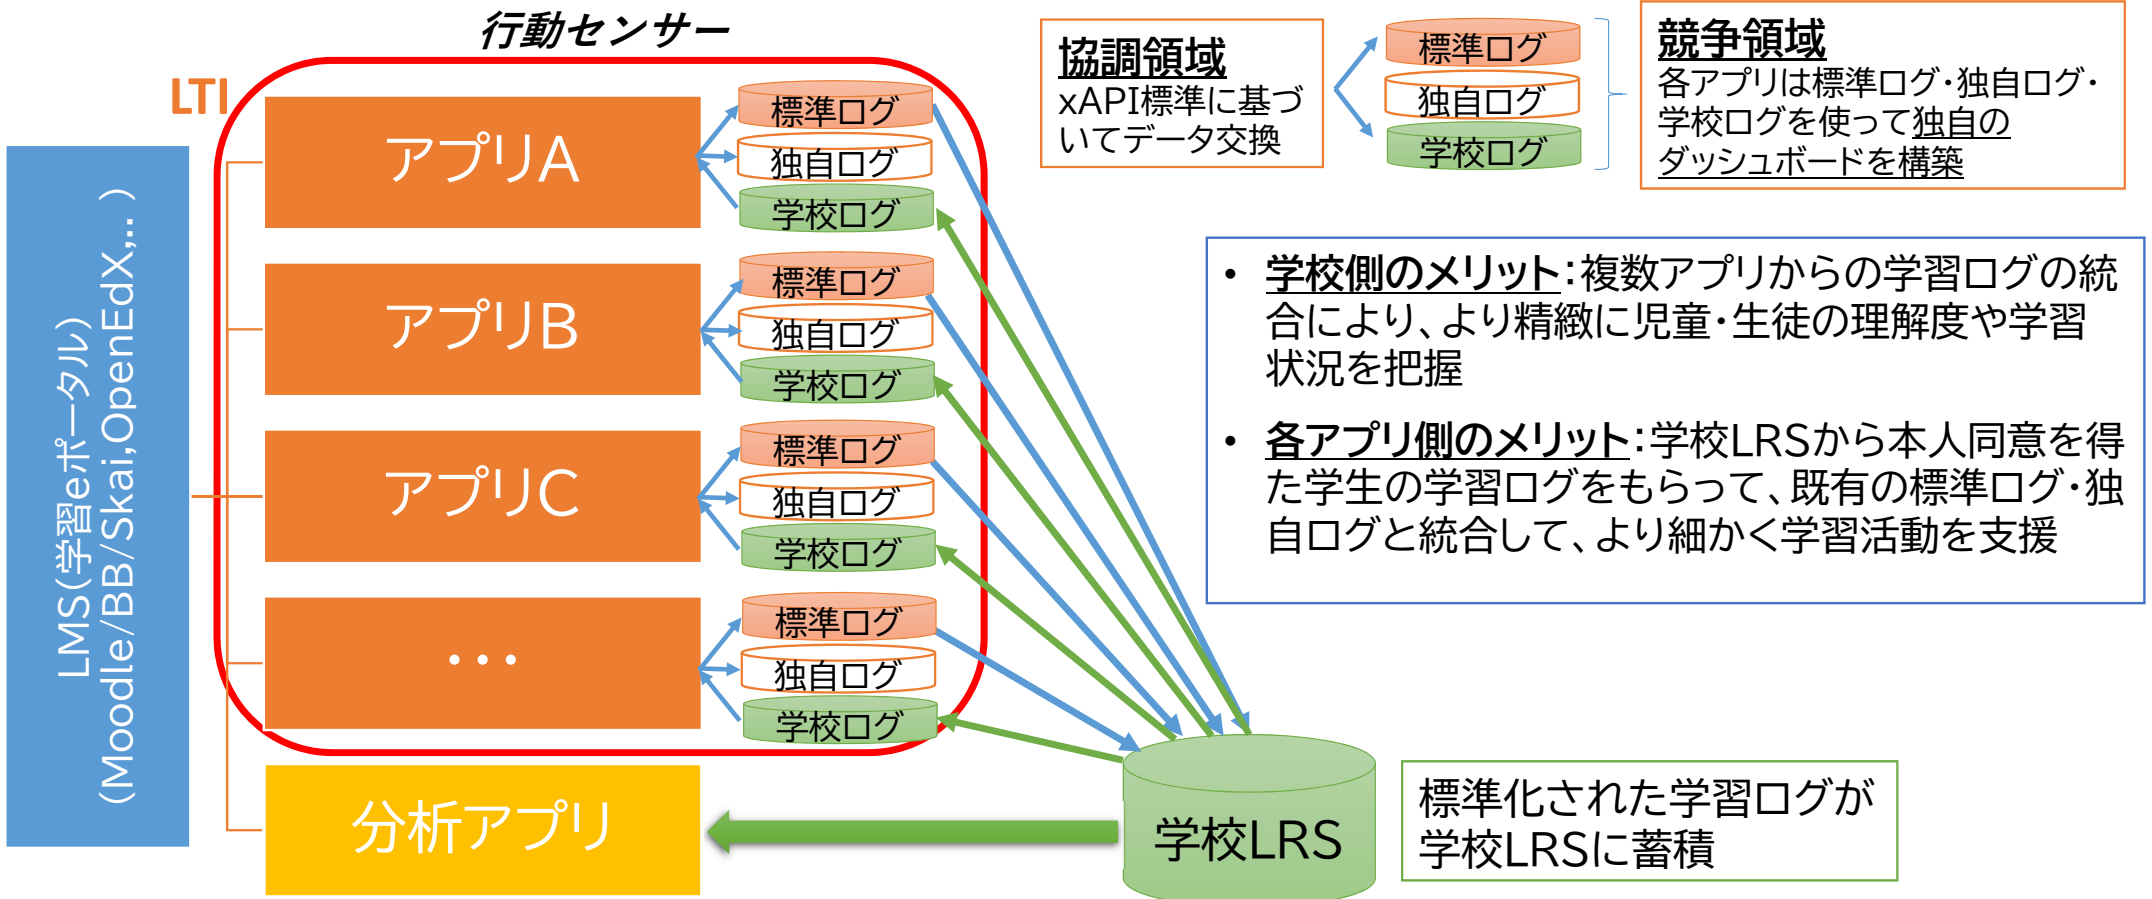 行動センサー
LTI
LMS(学習eポータル)
(Moodle/BB/Skai,OpenEdX,..)
アプリA
標準ログ
独自ログ
学校ログ
アプリB
標準ログ
独自ログ
学校ログ
アプリC
標準ログ
独自ログ
学校ログ
・・・
標準ログ
独自ログ
学校ログ
分析アプリ
学校LRS
協調領域
xAPI標準に基づ
いてデータ交換
標準ログ
独自ログ
学校ログ
競争領域
各アプリは標準ログ・独自ログ・
学校ログを使って独自の
ダッシュボードを構築
• 学校側のメリット:複数アプリからの学習ログの統
合により、より精緻に児童・生徒の理解度や学習
状況を把握
• 各アプリ側のメリット:学校LRSから本人同意を得
た学生の学習ログをもらって、既有の標準ログ・独
自ログと統合して、より細かく学習活動を支援
標準化された学習ログが
学校LRSに蓄積